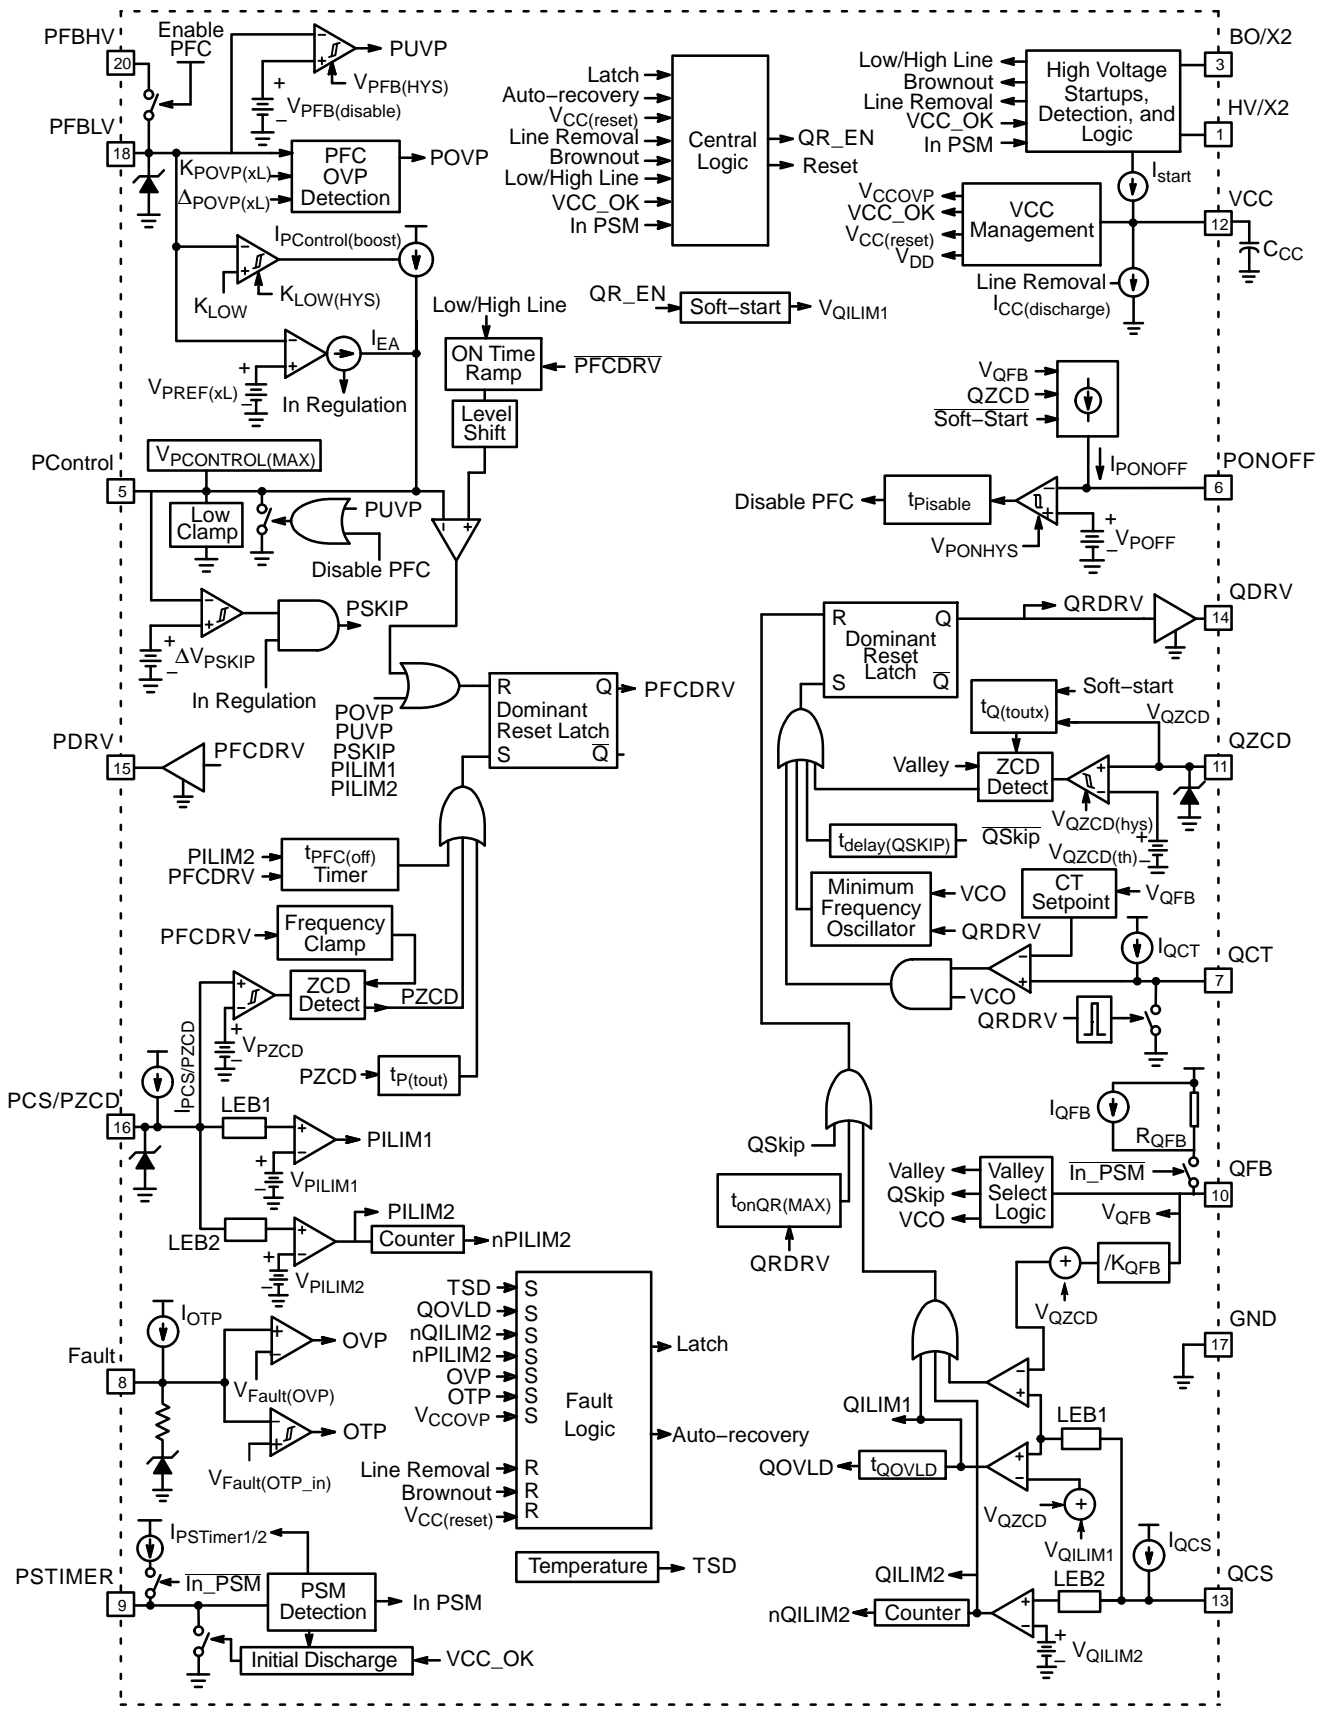 PFBHV
20
Enable
PFC
PUVP
VPFB(HYS)
+
−
VPFB(disable)
PFBLV
18
KPOVP(xL)
ΔPOVP(xL)
PFC
OVP
Detection
POVP
IPControl(boost)
KLOW
KLOW(HYS)
IEA
VPREF(xL)
In Regulation
Low/High Line
ON Time
Ramp
PFCDRV
Level
Shift
Latch
Auto-recovery
VCC(reset)
Line Removal
Brownout
Low/High Line
VCC_OK
In PSM
Central
Logic
QR_EN
Reset
QR_EN
Soft−start
VQILIM1
Low/High Line
Brownout
Line Removal
VCC_OK
In PSM
High Voltage
Startups,
Detection, and
Logic
BO/X2
3
HV/X2
1
Istart
VCCOVP
VCC_OK
VCC(reset)
VDD
VCC
Management
VCC
12
CCC
Line Removal
ICC(discharge)
VQFB
QZCD
Soft-Start
IPONOFF
PONOFF
6
Disable PFC
tPisable
VPONHYS
VPOFF
PControl
5
VPCONTROL(MAX)
Low
Clamp
PUVP
Disable PFC
ΔVPSKIP
PSKIP
In Regulation
POVP
PUVP
PSKIP
PILIM1
PILIM2
R
Q
Dominant
Reset Latch
S
Q
PFCDRV
PDRV
15
PFCDRV
PILIM2
PFCDRV
tPFC(off)
Timer
PFCDRV
Frequency
Clamp
ZCD
Detect
PZCD
VPZCD
PZCD
tP(tout)
IPCS/PZCD
PCS/PZCD
16
LEB1
PILIM1
VPILIM1
LEB2
PILIM2
Counter
nPILIM2
VPILIM2
R
Q
Dominant
Reset
Latch
S
Q
QRDRV
QDRV
14
Soft−start
tQ(toutx)
VQZCD
QZCD
11
Valley
ZCD
Detect
VQZCD(hys)
VQZCD(th)
tdelay(QSKIP)
QSkip
Minimum
Frequency
Oscillator
VCO
QRDRV
CT
Setpoint
VQFB
IQCT
QCT
7
VCO
QRDRV
QSkip
tonQR(MAX)
QRDRV
IQFB
RQFB
In_PSM
QFB
10
Valley
QSkip
VCO
Valley
Select
Logic
VQFB
/KQFB
VQZCD
GND
17
IOTP
Fault
8
OVP
VFault(OVP)
OTP
VFault(OTP_in)
TSD
QOVLD
nQILIM2
nPILIM2
OVP
OTP
VCCOVP
S
S
S
S
S
S
S
Line Removal
Brownout
VCC(reset)
R
R
R
Fault
Logic
Latch
Auto-recovery
Temperature
TSD
QILIM1
QOVLD
tQOVLD
LEB1
VQZCD
VQILIM1
IQCS
LEB2
QCS
13
QILIM2
nQILIM2
Counter
VQILIM2
PSTIMER
9
IPSTimer1/2
In_PSM
PSM
Detection
In PSM
Initial Discharge
VCC_OK